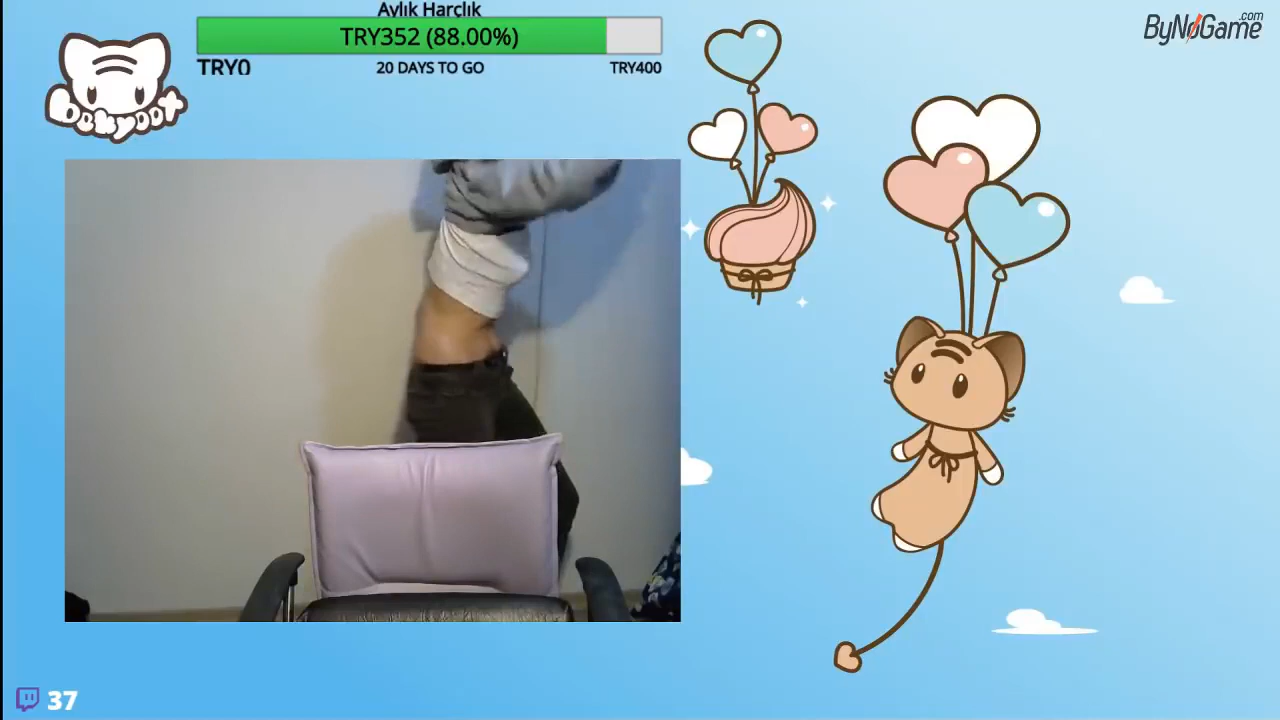 Aylık Harçlık
TRY352 (88.00%)
TRY0
20 DAYS TO GO
TRY400
ByNoGame.com
37